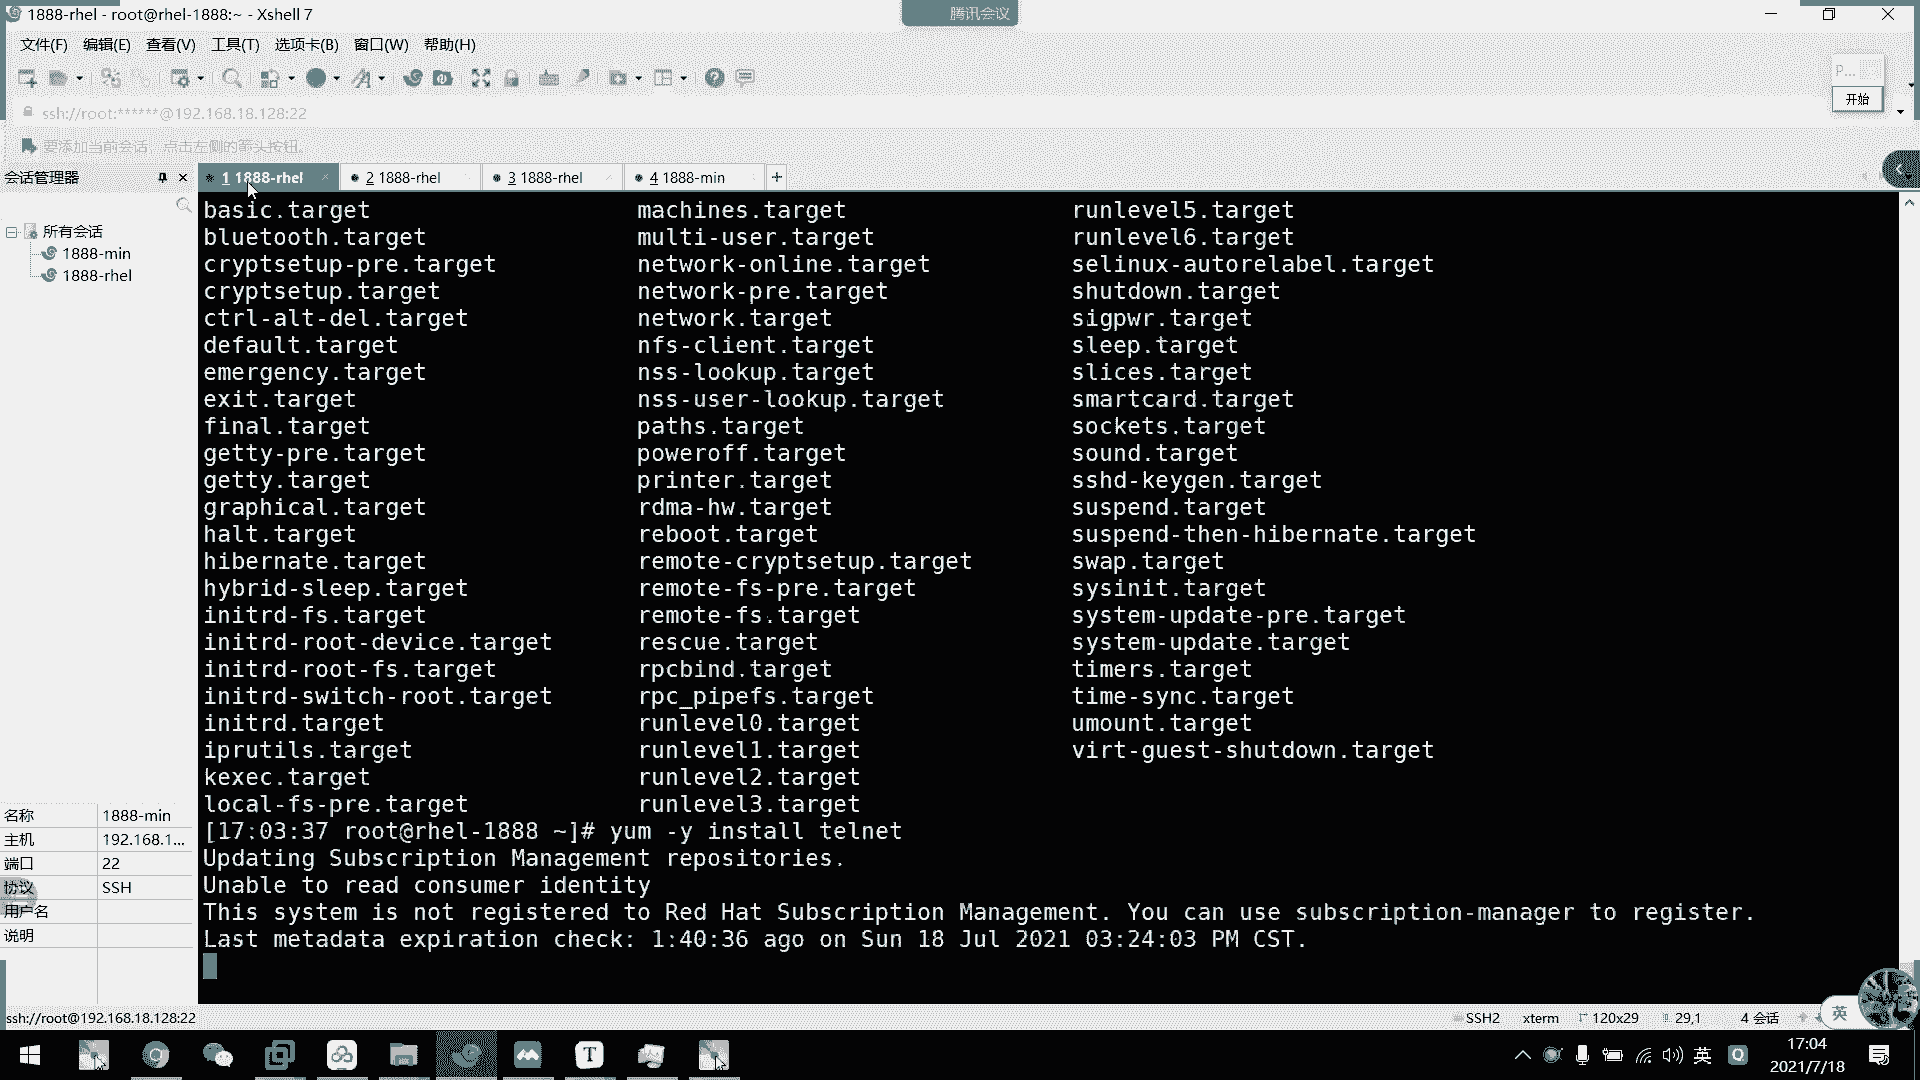 1888-rhel - root@rhel-1888:~ - Xshell 7
腾讯会议
文件(F) 编辑(E) 查看(V) 工具(T) 选项卡(B) 窗口(W) 帮助(H)
P...
开始
ssh://root:******@192.168.18.128:22
要添加当前会话，点击左侧的箭头按钮。
会话管理器
1 1888-rhel
2 1888-rhel
3 1888-rhel
4 1888-min
所有会话
1888-min
1888-rhel
basic.target machines.target runlevel5.target
bluetooth.target multi-user.target runlevel6.target
cryptsetup-pre.target network-online.target selinux-autorelabel.target
cryptsetup.target network-pre.target shutdown.target
ctrl-alt-del.target network.target sigpwr.target
default.target nfs-client.target sleep.target
emergency.target nss-lookup.target slices.target
exit.target nss-user-lookup.target smartcard.target
final.target paths.target sockets.target
getty-pre.target poweroff.target sound.target
getty.target printer.target sshd-keygen.target
graphical.target rdma-hw.target suspend.target
halt.target reboot.target suspend-then-hibernate.target
hibernate.target remote-cryptsetup.target swap.target
hybrid-sleep.target remote-fs-pre.target sysinit.target
initrd-fs.target remote-fs.target system-update-pre.target
initrd-root-device.target rescue.target system-update.target
initrd-root-fs.target rpcbind.target timers.target
initrd-switch-root.target rpc_pipefs.target time-sync.target
initrd.target runlevel0.target umount.target
iprutils.target runlevel1.target virt-guest-shutdown.target
kexec.target runlevel2.target
local-fs-pre.target runlevel3.target
[17:03:37 root@rhel-1888 ~]# yum -y install telnet
Updating Subscription Management repositories.
Unable to read consumer identity
This system is not registered to Red Hat Subscription Management. You can use subscription-manager to register.
Last metadata expiration check: 1:40:36 ago on Sun 18 Jul 2021 03:24:03 PM CST.
名称 1888-min
主机 192.168.1...
端口 22
协议 SSH
用户名
说明
ssh://root@192.168.18.128:22
SSH2 xterm 120x29 29,1 4 会话
英
英
17:04
2021/7/18